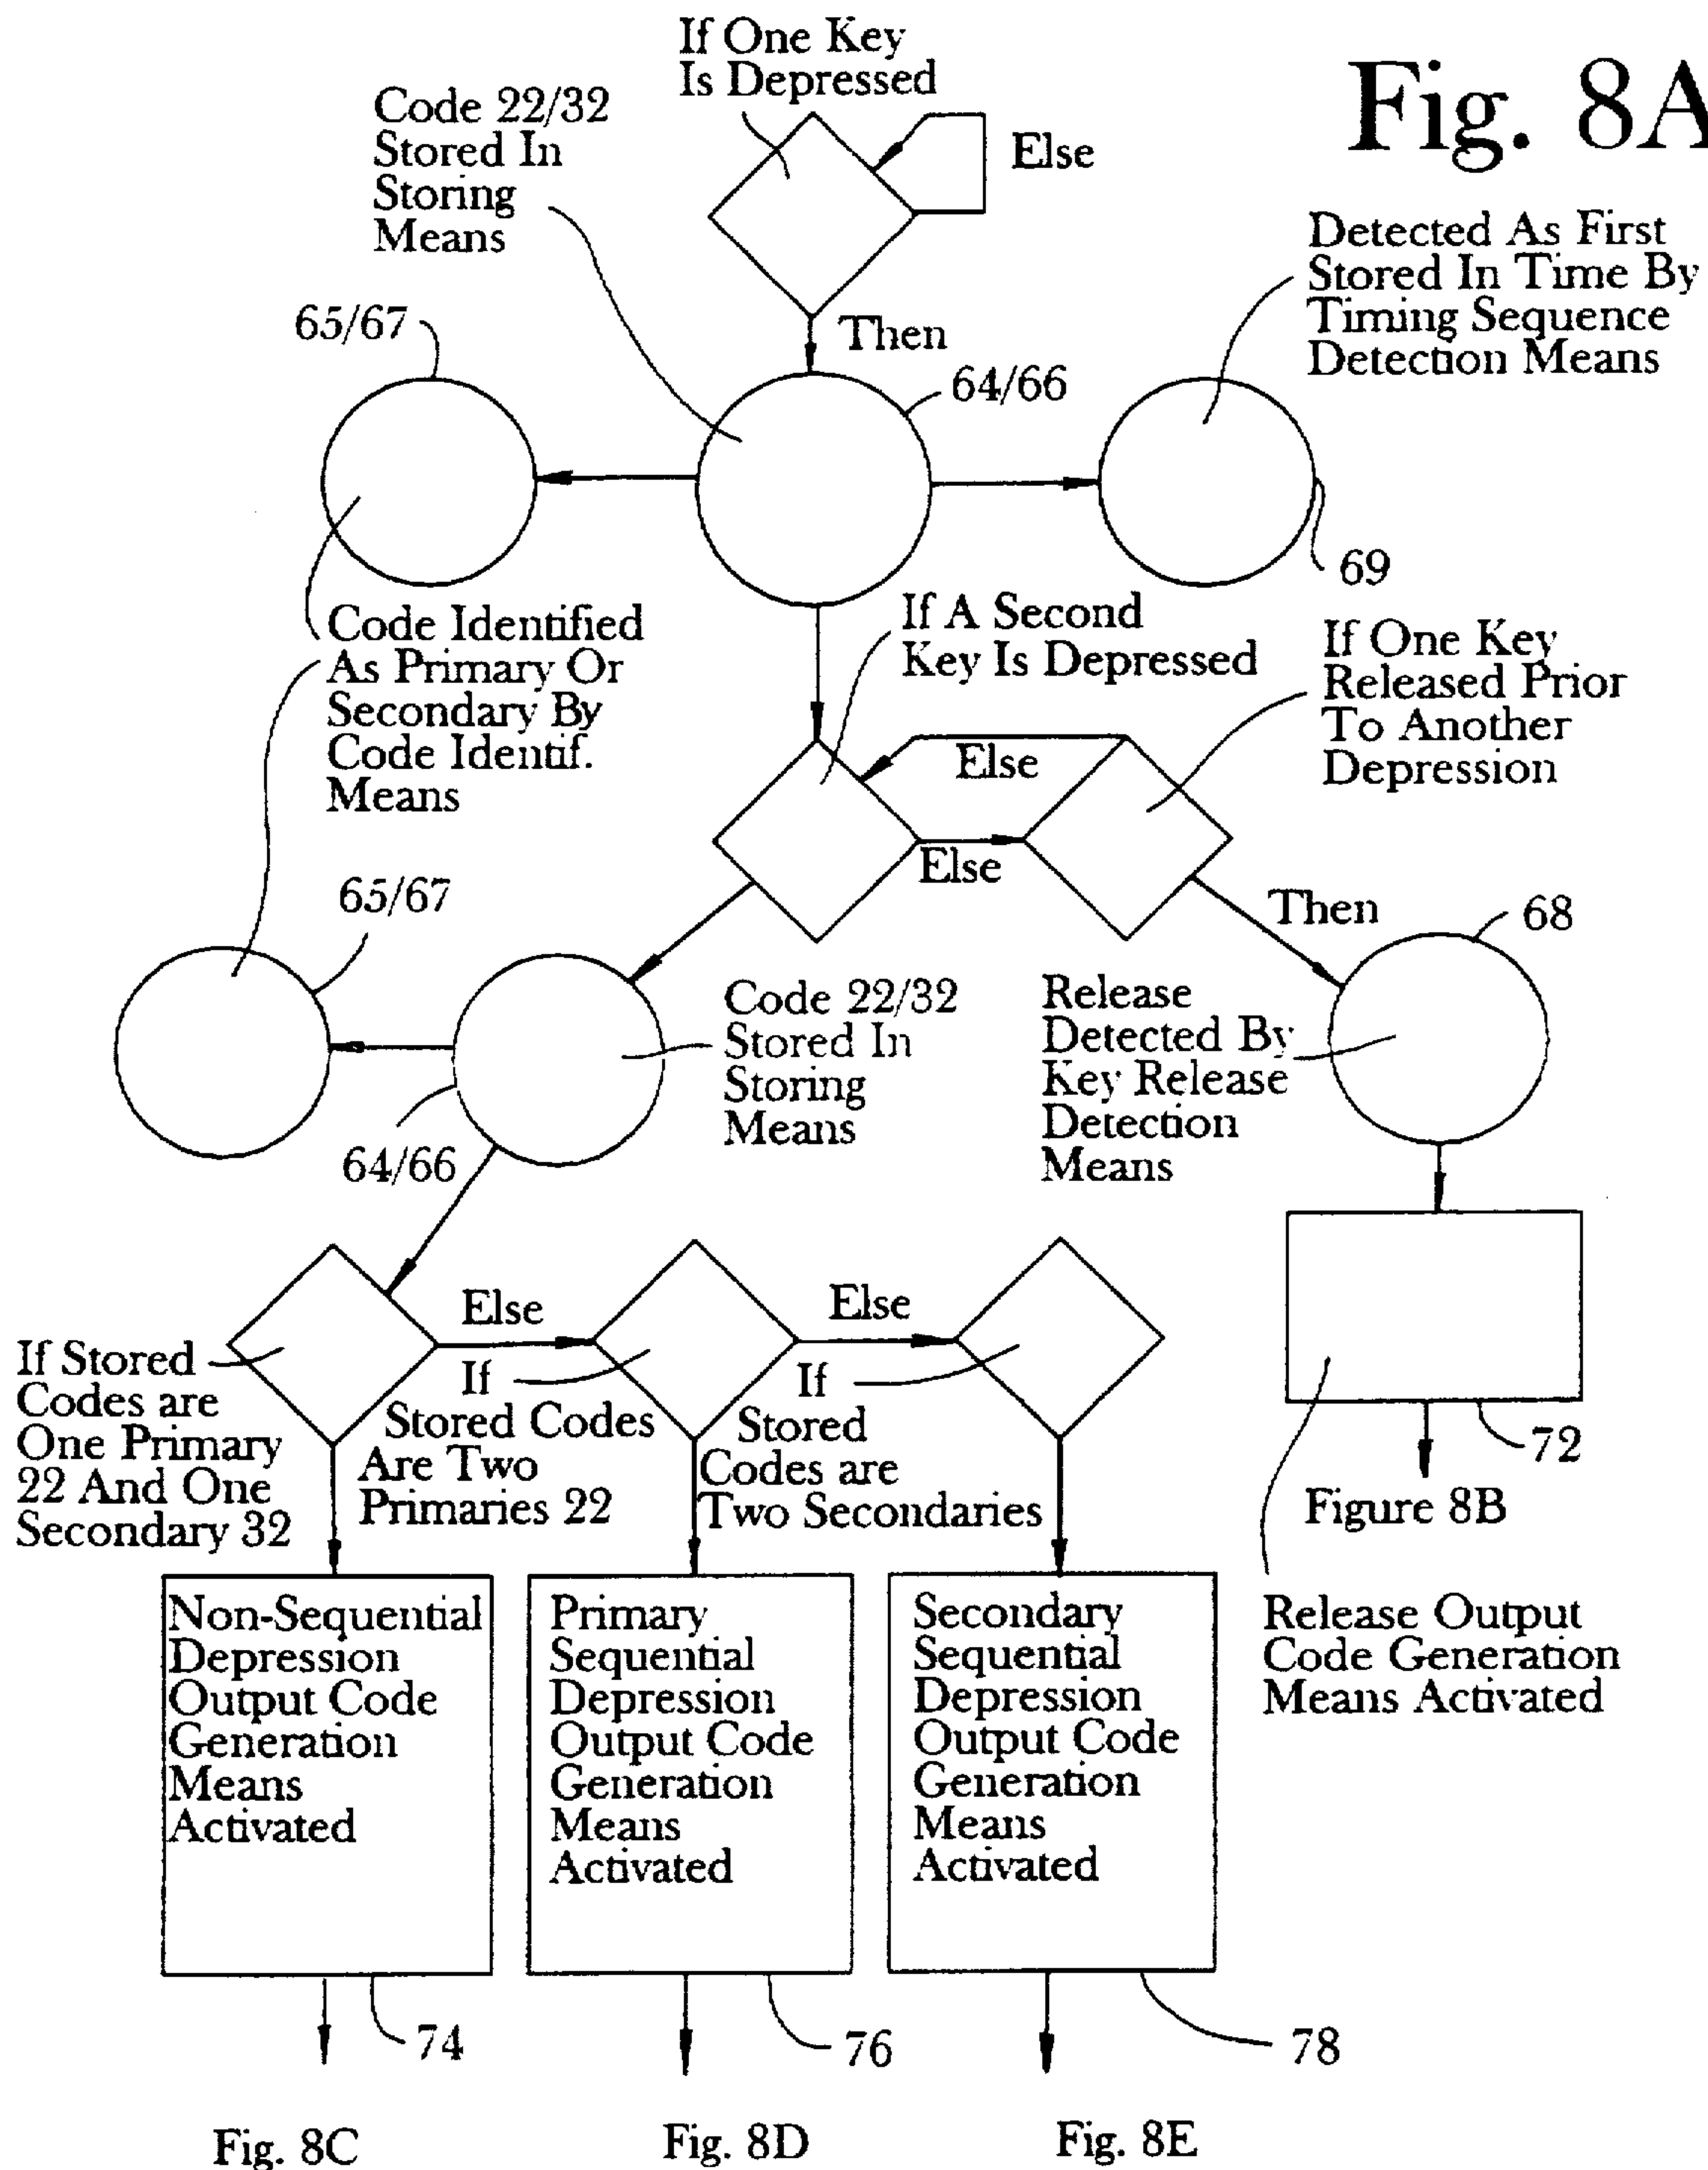 Fig. 8A
If One Key
Is Depressed
Code 22/32
Stored In
Storing
Means
Else
Detected As First
Stored In Time By
Timing Sequence
Detection Means
65/67
Then
64/66
69
Code Identified
As Primary Or
Secondary By
Code Identif.
Means
If A Second
Key Is Depressed
If One Key
Released Prior
To Another
Depression
Else
Else
65/67
Then
68
Code 22/32
Stored In
Storing
Means
Release
Detected By
Key Release
Detection
Means
64/66
Else
Else
If Stored
Codes are
One Primary
22 And One
Secondary 32
If
Stored Codes
Are Two
Primaries 22
If
Stored
Codes are
Two Secondaries
72
Figure 8B
Non-Sequential
Depression
Output Code
Generation
Means
Activated
Primary
Sequential
Depression
Output Code
Generation
Means
Activated
Secondary
Sequential
Depression
Output Code
Generation
Means
Activated
Release Output
Code Generation
Means Activated
74
76
78
Fig. 8C
Fig. 8D
Fig. 8E